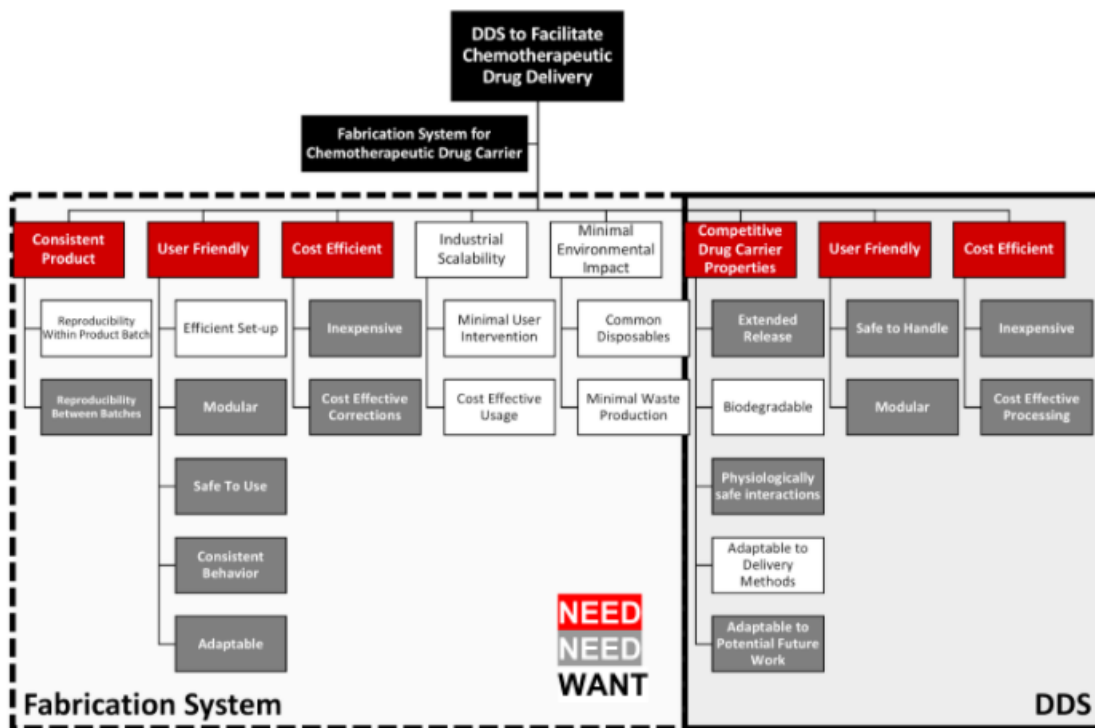 DDS to Facilitate
Chemotherapeutic
Drug Delivery
Fabrication System for
Chemotherapeutic Drug Carrier
Consistent
Product
User Friendly
Cost Efficient
Industrial
Scalability
Minimal
Environmental
Impact
Competitive
Drug Carrier
Properties
User Friendly
Cost Efficient
Reproducibility
Within Product Batch
Efficient Set-up
Inexpensive
Minimal User
Intervention
Common
Disposables
Extended
Release
Safe to Handle
Inexpensive
Reproducibility
Between Batches
Modular
Cost Effective
Corrections
Cost Effective
Usage
Minimal Waste
Production
Biodegradable
Modular
Cost Effective
Processing
Safe To Use
Physiologically
safe interactions
Consistent
Behavior
Adaptable to
Delivery
Methods
Adaptable
Adaptable to
Potential Future
Work
NEED
NEED
WANT
Fabrication System
DDS